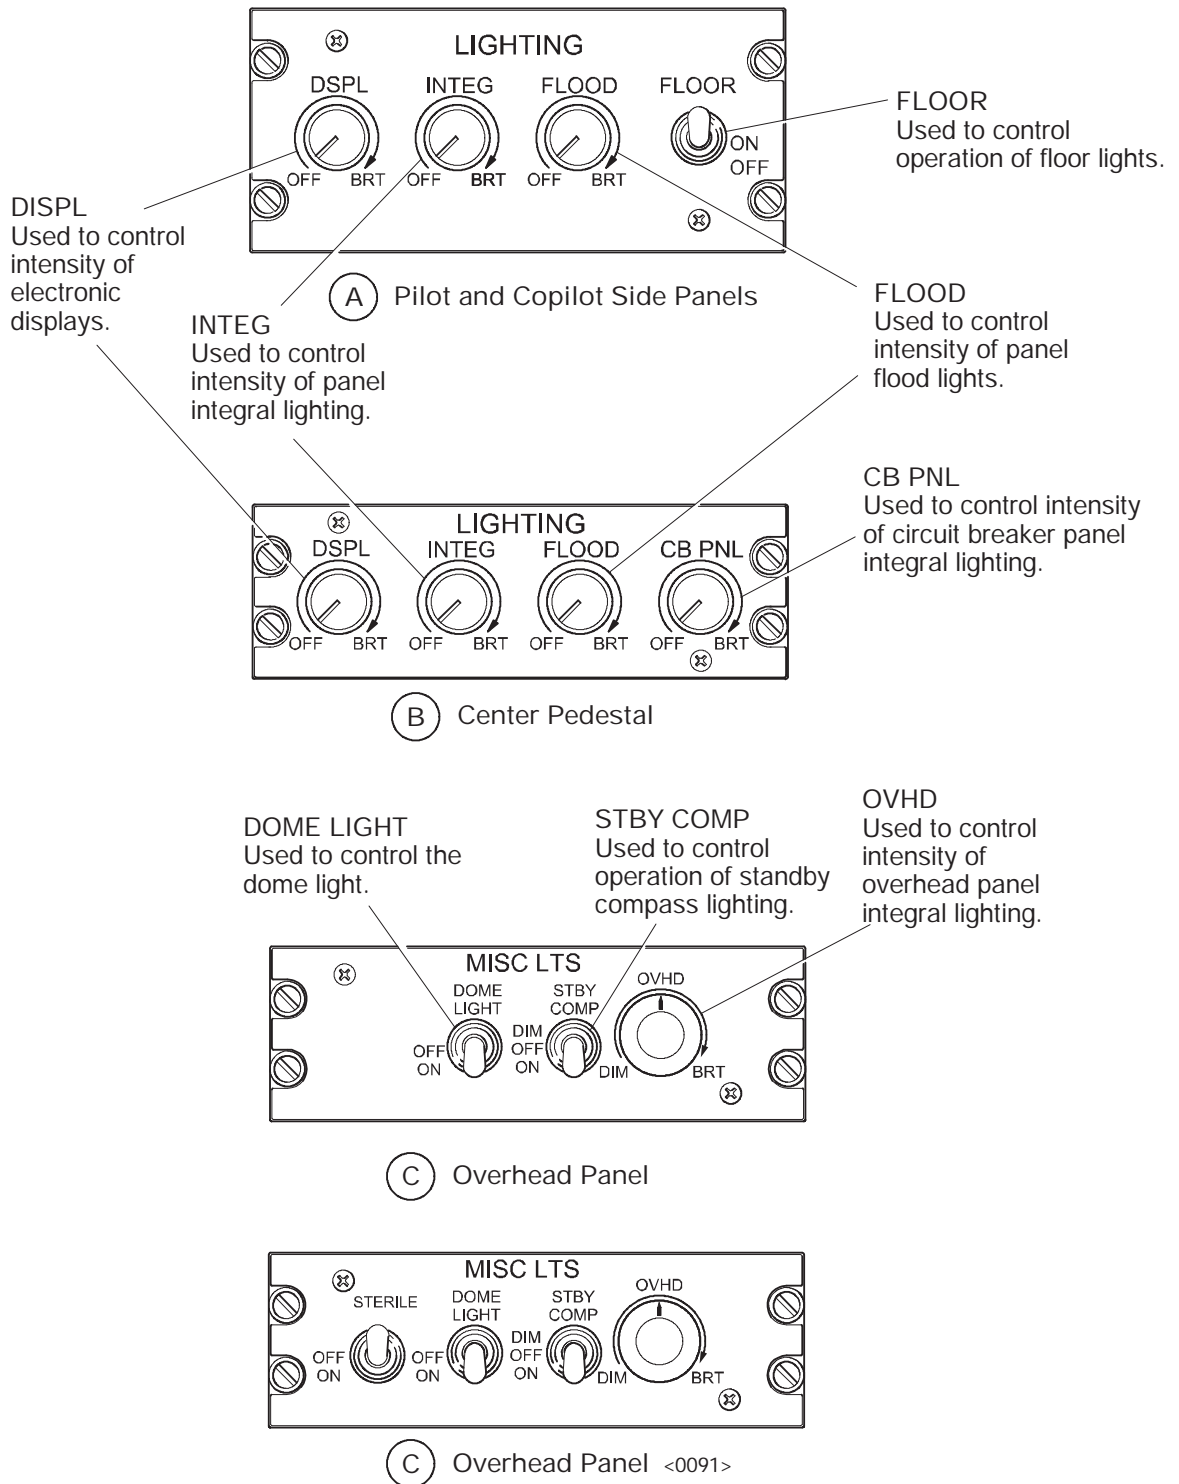 LIGHTING
DSPL INTEG FLOOD FLOOR
ON
OFF
OFF BRT OFF BRT OFF BRT
FLOOR
Used to control
operation of floor lights.
DISPL
Used to control
intensity of
electronic
displays.
A Pilot and Copilot Side Panels
INTEG
Used to control
intensity of panel
integral lighting.
FLOOD
Used to control
intensity of panel
flood lights.
CB PNL
Used to control intensity
of circuit breaker panel
integral lighting.
LIGHTING
DSPL INTEG FLOOD CB PNL
OFF BRT OFF BRT OFF BRT OFF BRT
B Center Pedestal
DOME LIGHT
Used to control the
dome light.
STBY COMP
Used to control
operation of standby
compass lighting.
OVHD
Used to control
intensity of
overhead panel
integral lighting.
MISC LTS
DOME
LIGHT
OFF
ON
STBY
COMP
DIM
OFF
ON
OVHD
DIM BRT
C Overhead Panel
MISC LTS
STERILE
OFF
ON
DOME
LIGHT
OFF
ON
STBY
COMP
DIM
OFF
ON
OVHD
DIM BRT
C Overhead Panel <0091>